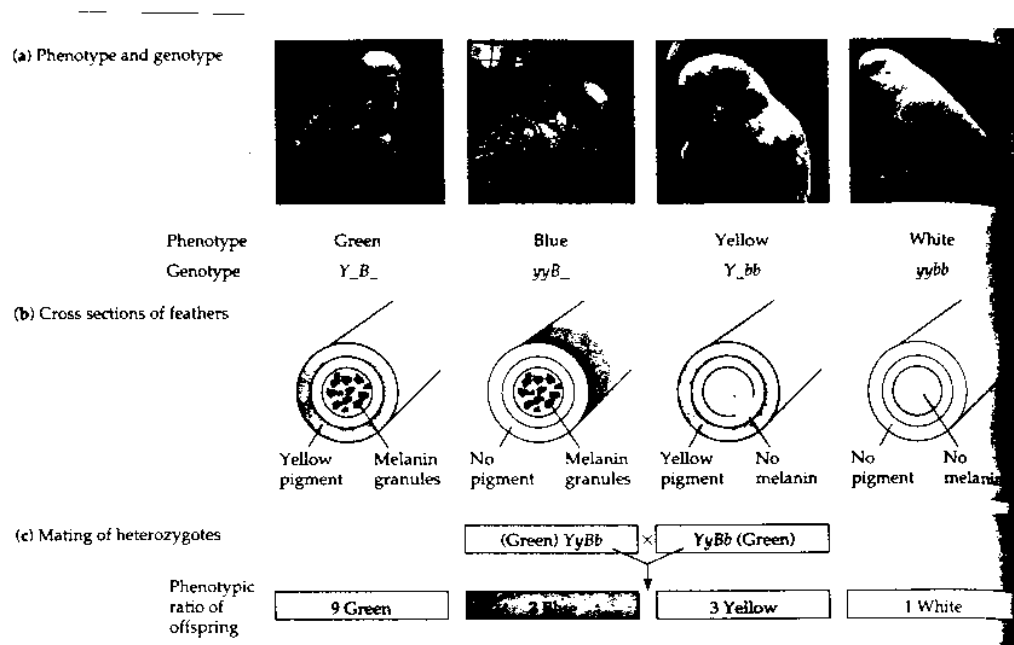 (a) Phenotype and genotype
Phenotype Green Blue Yellow White
Genotype Y_B_ yyB_ Y_bb yybb
(b) Cross sections of feathers
Yellow Melanin No Melanin Yellow No No No
pigment granules pigment granules pigment melanin pigment melanin
(c) Mating of heterozygotes
(Green) YyBb × YyBb (Green)
Phenotypic
ratio of 9 Green Blue 3 Yellow 1 White
offspring